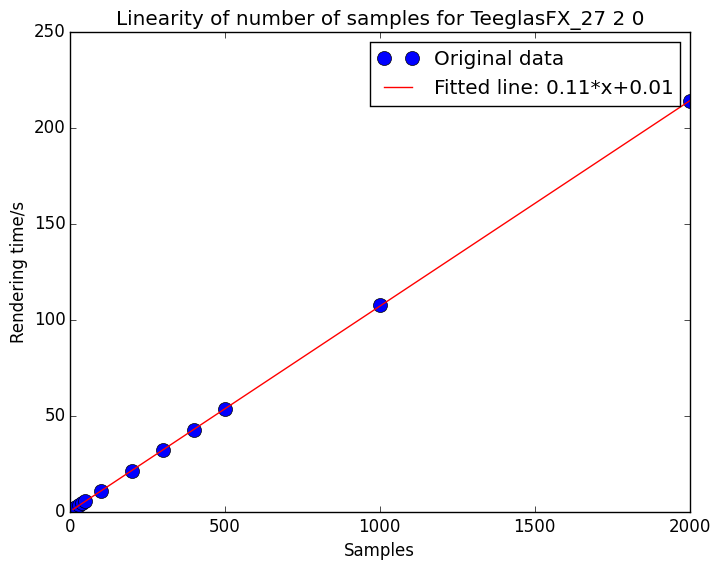 Linearity of number of samples for TeeglasFX_27 2 0
250
200
150
100
50
0
Rendering time/s
Original data
Fitted line: 0.11*x+0.01
0
500
1000
1500
2000
Samples